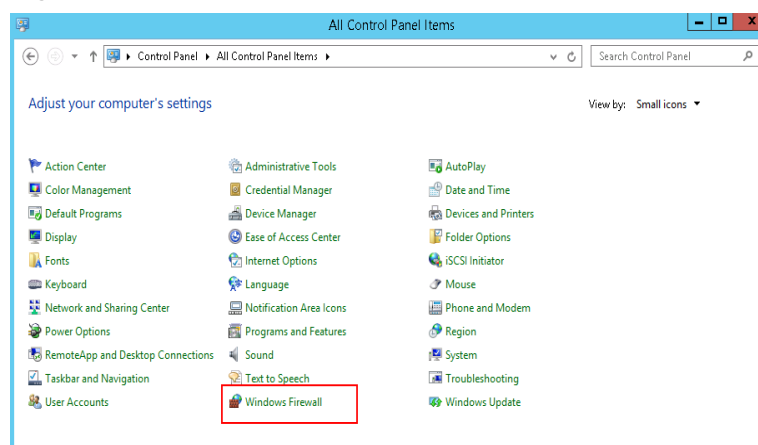 All Control Panel Items
Control Panel All Control Panel Items Search Control Panel
Adjust your computer's settings View by: Small icons
Action Center Administrative Tools AutoPlay
Color Management Credential Manager Date and Time
Default Programs Device Manager Devices and Printers
Display Ease of Access Center Folder Options
Fonts Internet Options iSCSI Initiator
Keyboard Language Mouse
Network and Sharing Center Notification Area Icons Phone and Modem
Power Options Programs and Features Region
RemoteApp and Desktop Connections Sound System
Taskbar and Navigation Text to Speech Troubleshooting
User Accounts Windows Firewall Windows Update